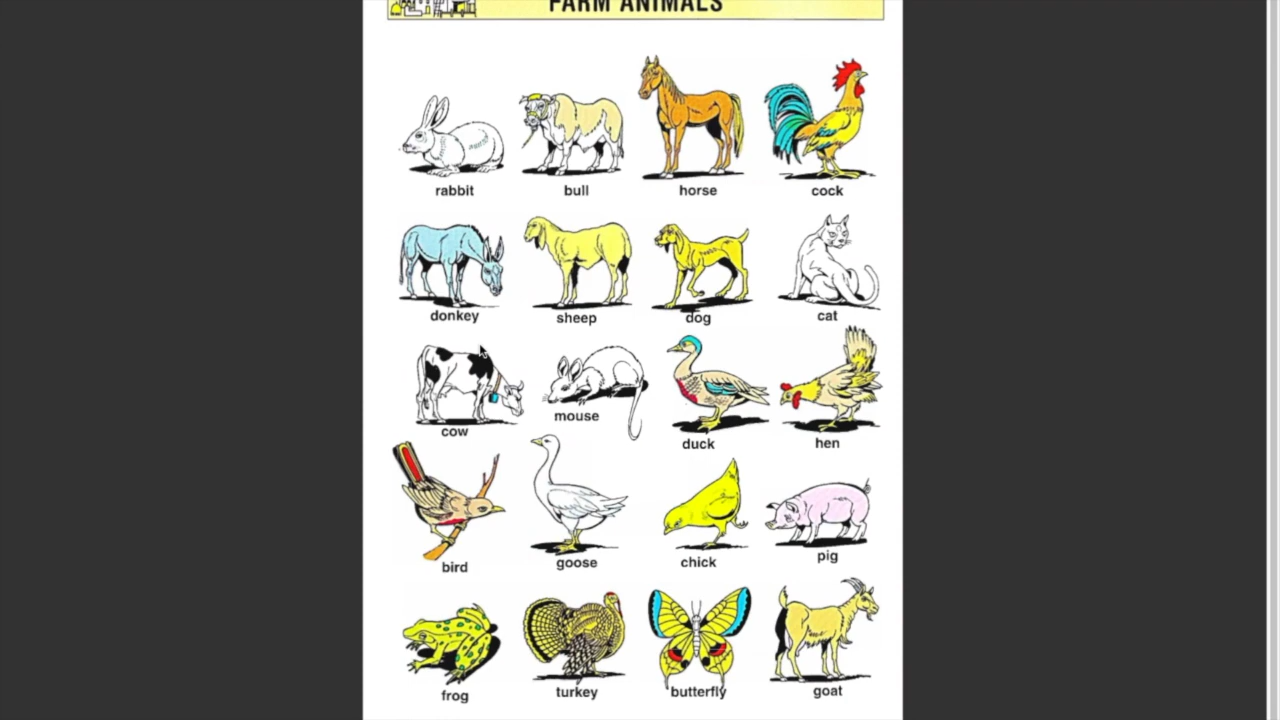 FARM ANIMALS
rabbit
bull
horse
cock
donkey
sheep
dog
cat
cow
mouse
duck
hen
bird
goose
chick
pig
frog
turkey
butterfly
goat